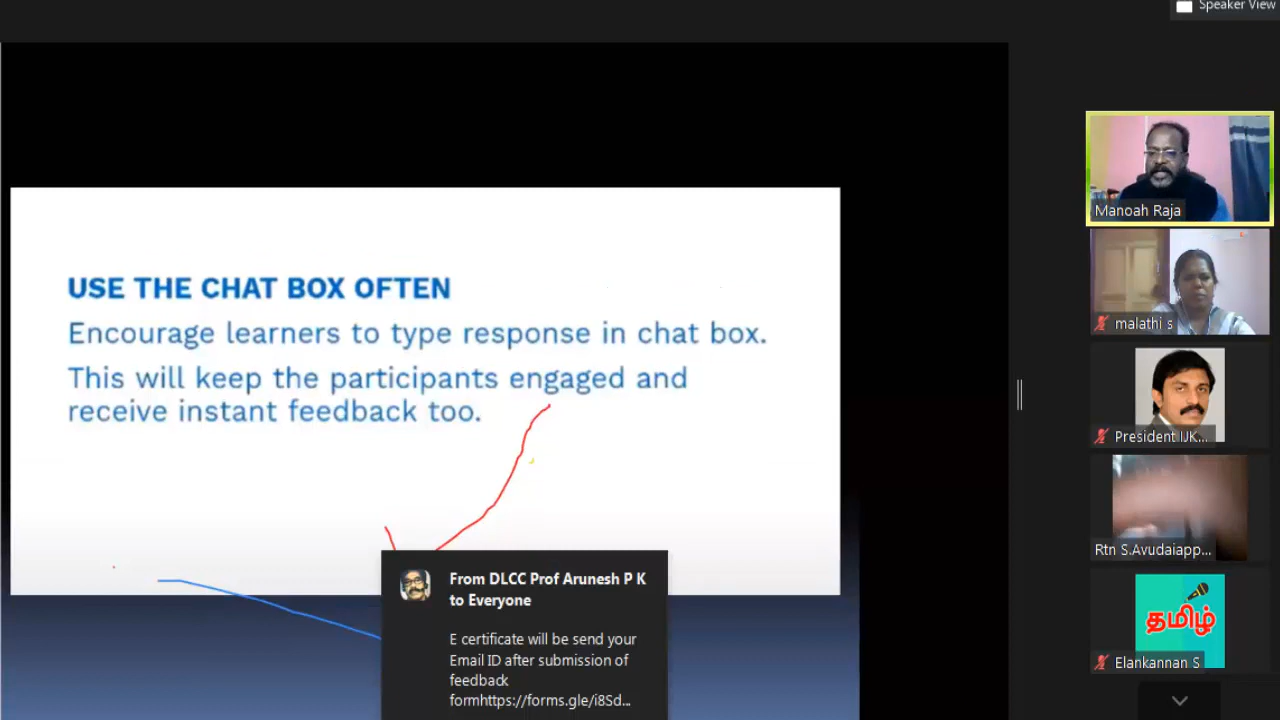 Speaker View
USE THE CHAT BOX OFTEN
Encourage learners to type response in chat box.
This will keep the participants engaged and
receive instant feedback too.
From DLCC Prof Arunesh P K
to Everyone
E certificate will be send your
Email ID after submission of
feedback
formhttps://forms.gle/i8Sd...
Manoah Raja
malathi s
President IJK...
Rtn S.Avudaiapp...
தமிழ்
Elankannan S